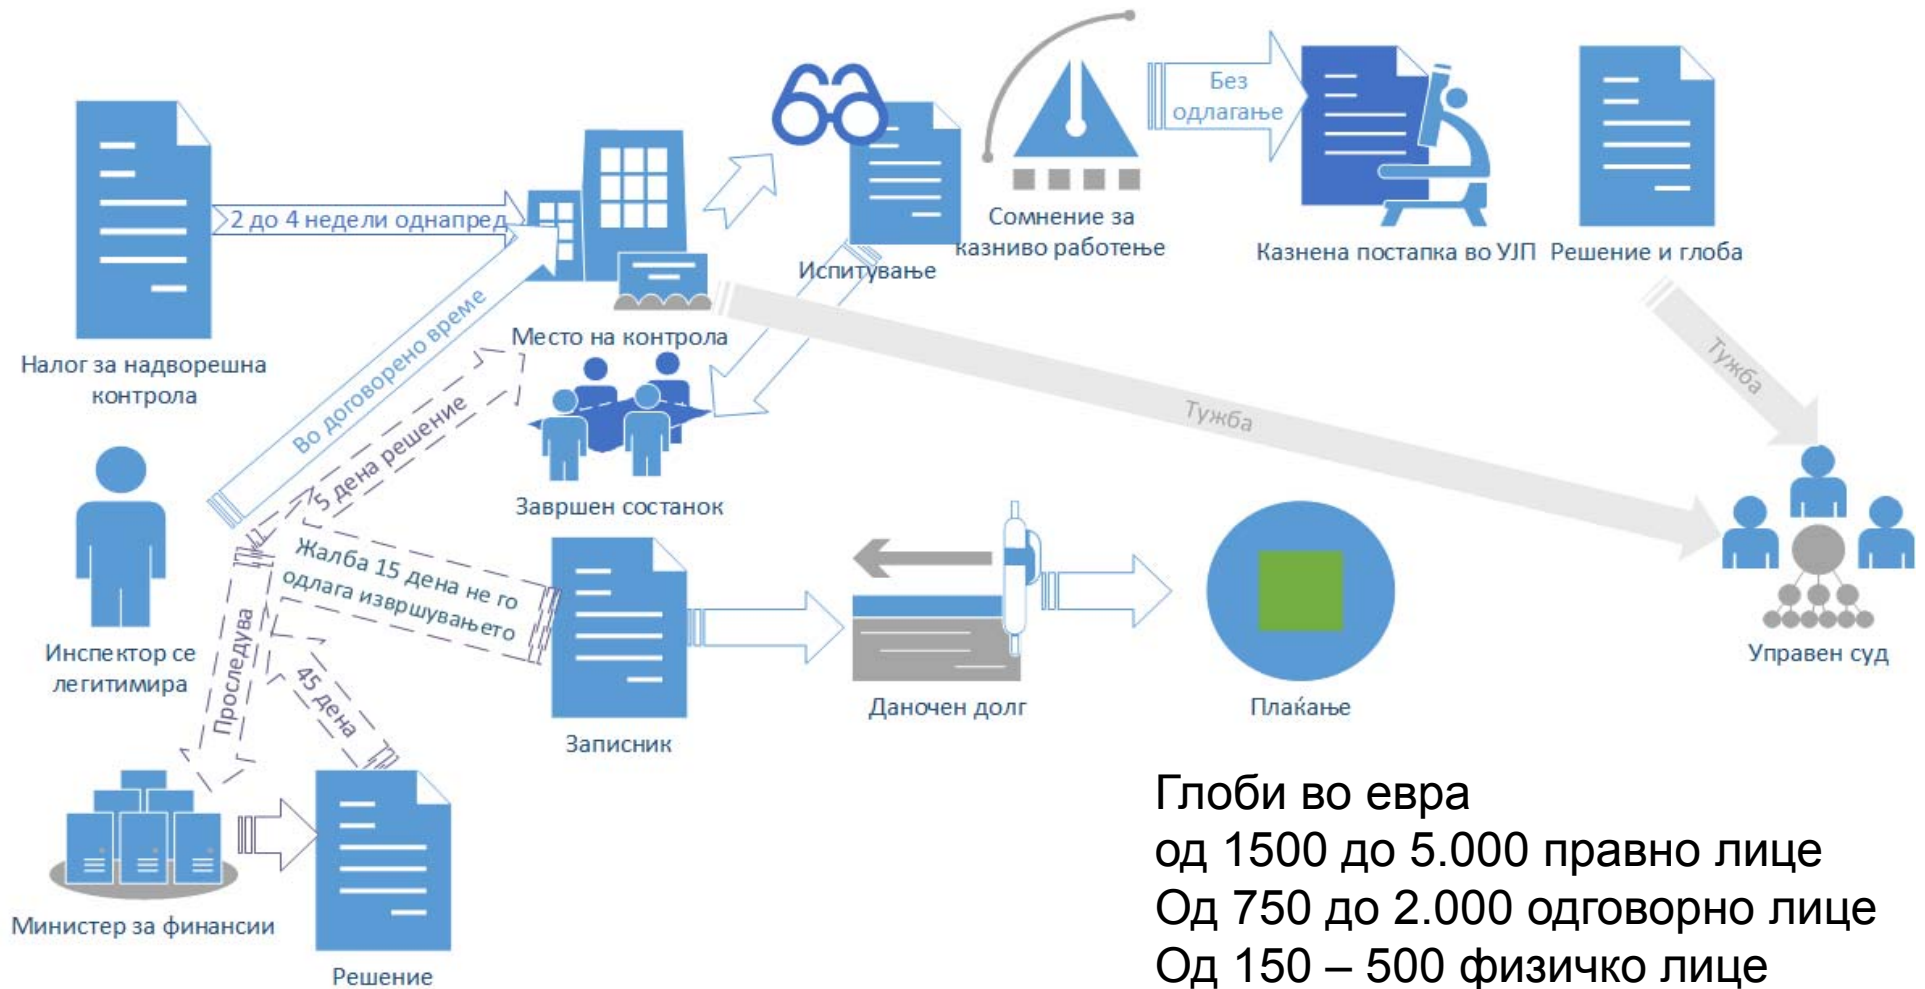 Без
одлагање
2 до 4 недели однапред
Сомнение за
казниво работење
Казнена постапка во УЈП
Решение и глоба
Испитување
Место на контрола
Налог за надворешна
контрола
Во договорено време
Тужба
Тужба
5 дена решение
Завршен состанок
Жалба 15 дена не го
одлага извршувањето
Инспектор се
легитимира
Проследува
45 дена
Управен суд
Даночен долг
Плаќање
Записник
Министер за финансии
Решение
Глоби во евра
од 1500 до 5.000 правно лице
Од 750 до 2.000 одговорно лице
Од 150 – 500 физичко лице